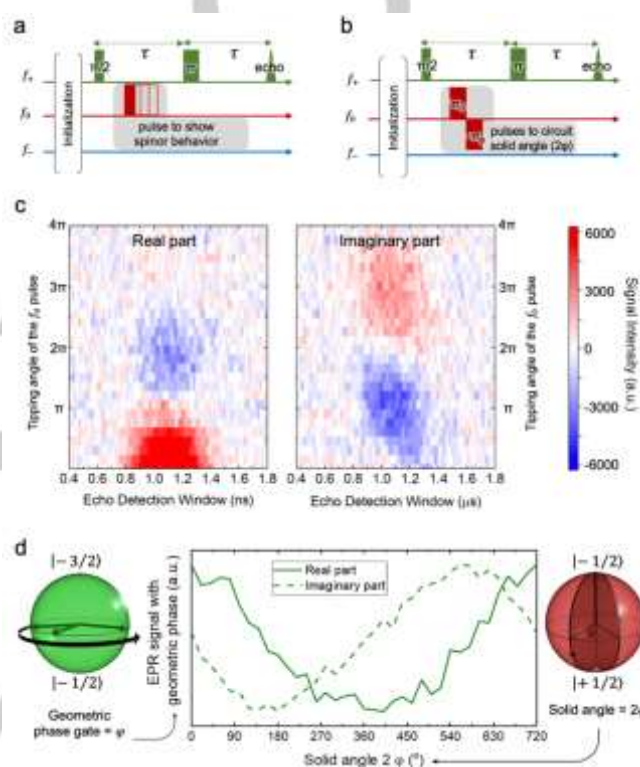 a
b
τ
τ
τ
τ
f₊
π/2
π
echo
f₊
π/2
π
echo
f₀
f₀
Initialization
Initialization
pulse to show
spinor behavior
pulses to circuit
solid angle (2φ)
f₋
f₋
c
4π
Real part
3π
2π
π
Tipping angle of the f₀ pulse
0.4 0.6 0.8 1.0 1.2 1.4 1.6 1.8
Echo Detection Window (ns)
Imaginary part
4π
3π
2π
π
Tipping angle of the f₀ pulse
0.4 0.6 0.8 1.0 1.2 1.4 1.6 1.8
Echo Detection Window (μs)
6000
3000
0
-3000
-6000
Signal Intensity (a.u.)
d
|−3/2⟩
|−1/2⟩
Geometric
phase gate = φ
EPR signal with
geometric phase (a.u.)
Real part
Imaginary part
0 90 180 270 360 450 540 630 720
Solid angle 2 φ (°)
|−1/2⟩
|+1/2⟩
Solid angle = 2φ